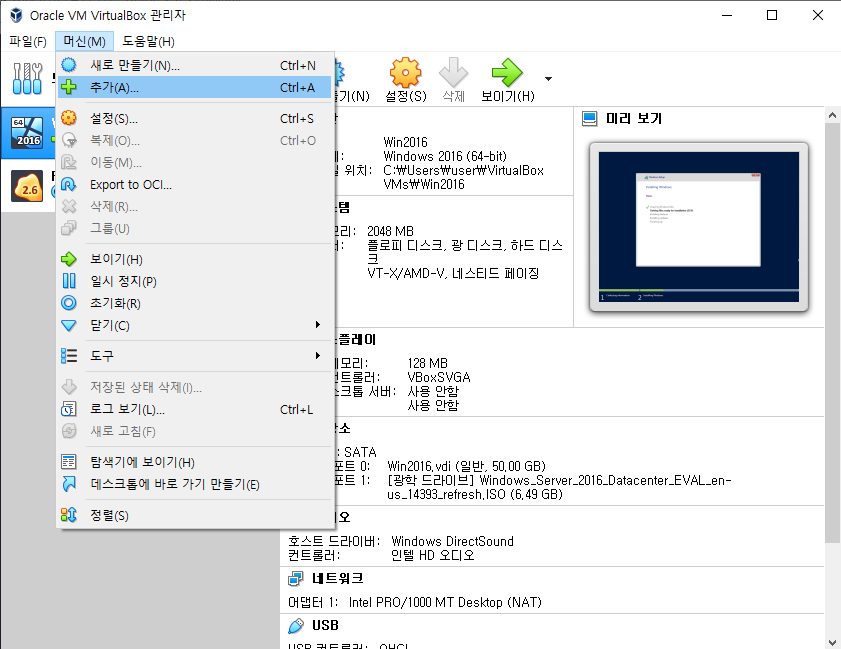 Oracle VM VirtualBox 관리자
파일(F) 머신(M) 도움말(H)
새로 만들기(N)... Ctrl+N
추가(A)... Ctrl+A
설정(S)... Ctrl+S
복제(O)... Ctrl+O
이동(M)...
Export to OCI...
삭제(R)...
그룹(U)
보이기(H)
일시 정지(P)
초기화(R)
닫기(C)
도구
저장된 상태 삭제(I)...
로그 보기(L)... Ctrl+L
새로 고침(F)
탐색기에 보이기(H)
데스크톱에 바로 가기 만들기(E)
정렬(S)
64
2016
2.6
기(N) 설정(S) 삭제 보이기(H)
Win2016
Windows 2016 (64-bit)
위치: C:₩Users₩user₩VirtualBox
VMs₩Win2016
2048 MB
플로피 디스크, 광 디스크, 하드 디스
크
VT-X/AMD-V, 네스티드 페이징
미리 보기
플레이
128 MB
VBoxSVGA
서버: 사용 안함
사용 안함
: SATA
포트 0: Win2016.vdi (일반, 50.00 GB)
포트 1: [광학 드라이브] Windows_Server_2016_Datacenter_EVAL_en-
us_14393_refresh.ISO (6.49 GB)
호스트 드라이버: Windows DirectSound
컨트롤러: 인텔 HD 오디오
네트워크
어댑터 1: Intel PRO/1000 MT Desktop (NAT)
USB
USB 컨트롤러: OHCI